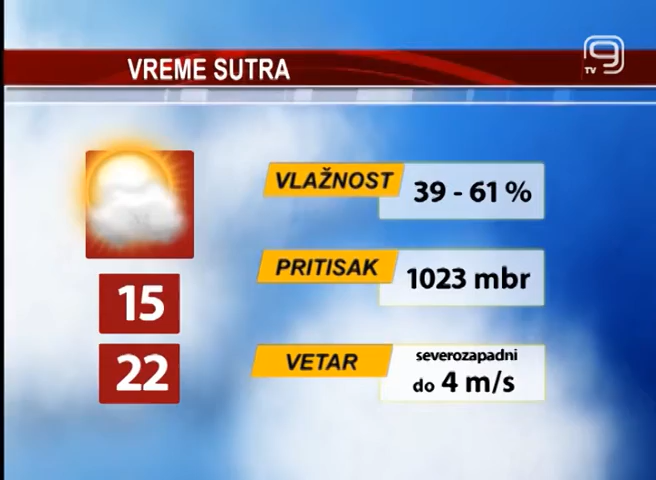 VREME SUTRA
9
TV
VLAŽNOST
39 - 61 %
15
PRITISAK
1023 mbr
22
VETAR
severozapadni
do 4 m/s